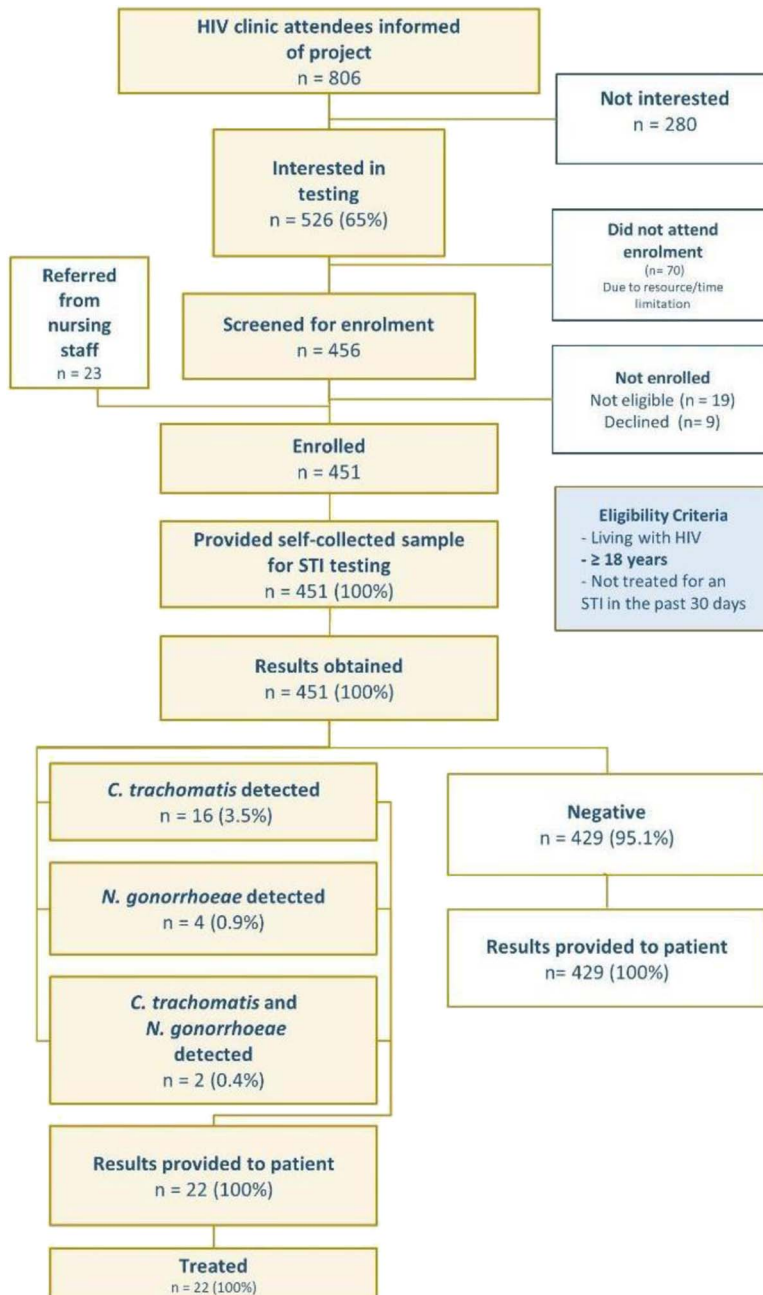 HIV clinic attendees informed
of project
n = 806
Not interested
n = 280
Interested in
testing
n = 526 (65%)
Did not attend
enrolment
(n= 70)
Due to resource/time
limitation
Referred
from
nursing
staff
n = 23
Screened for enrolment
n = 456
Not enrolled
Not eligible (n = 19)
Declined (n= 9)
Enrolled
n = 451
Eligibility Criteria
- Living with HIV
- ≥ 18 years
- Not treated for an
STI in the past 30 days
Provided self-collected sample
for STI testing
n = 451 (100%)
Results obtained
n = 451 (100%)
C. trachomatis detected
n = 16 (3.5%)
Negative
n = 429 (95.1%)
N. gonorrhoeae detected
n = 4 (0.9%)
Results provided to patient
n= 429 (100%)
C. trachomatis and
N. gonorrhoeae
detected
n = 2 (0.4%)
Results provided to patient
n = 22 (100%)
Treated
n = 22 (100%)